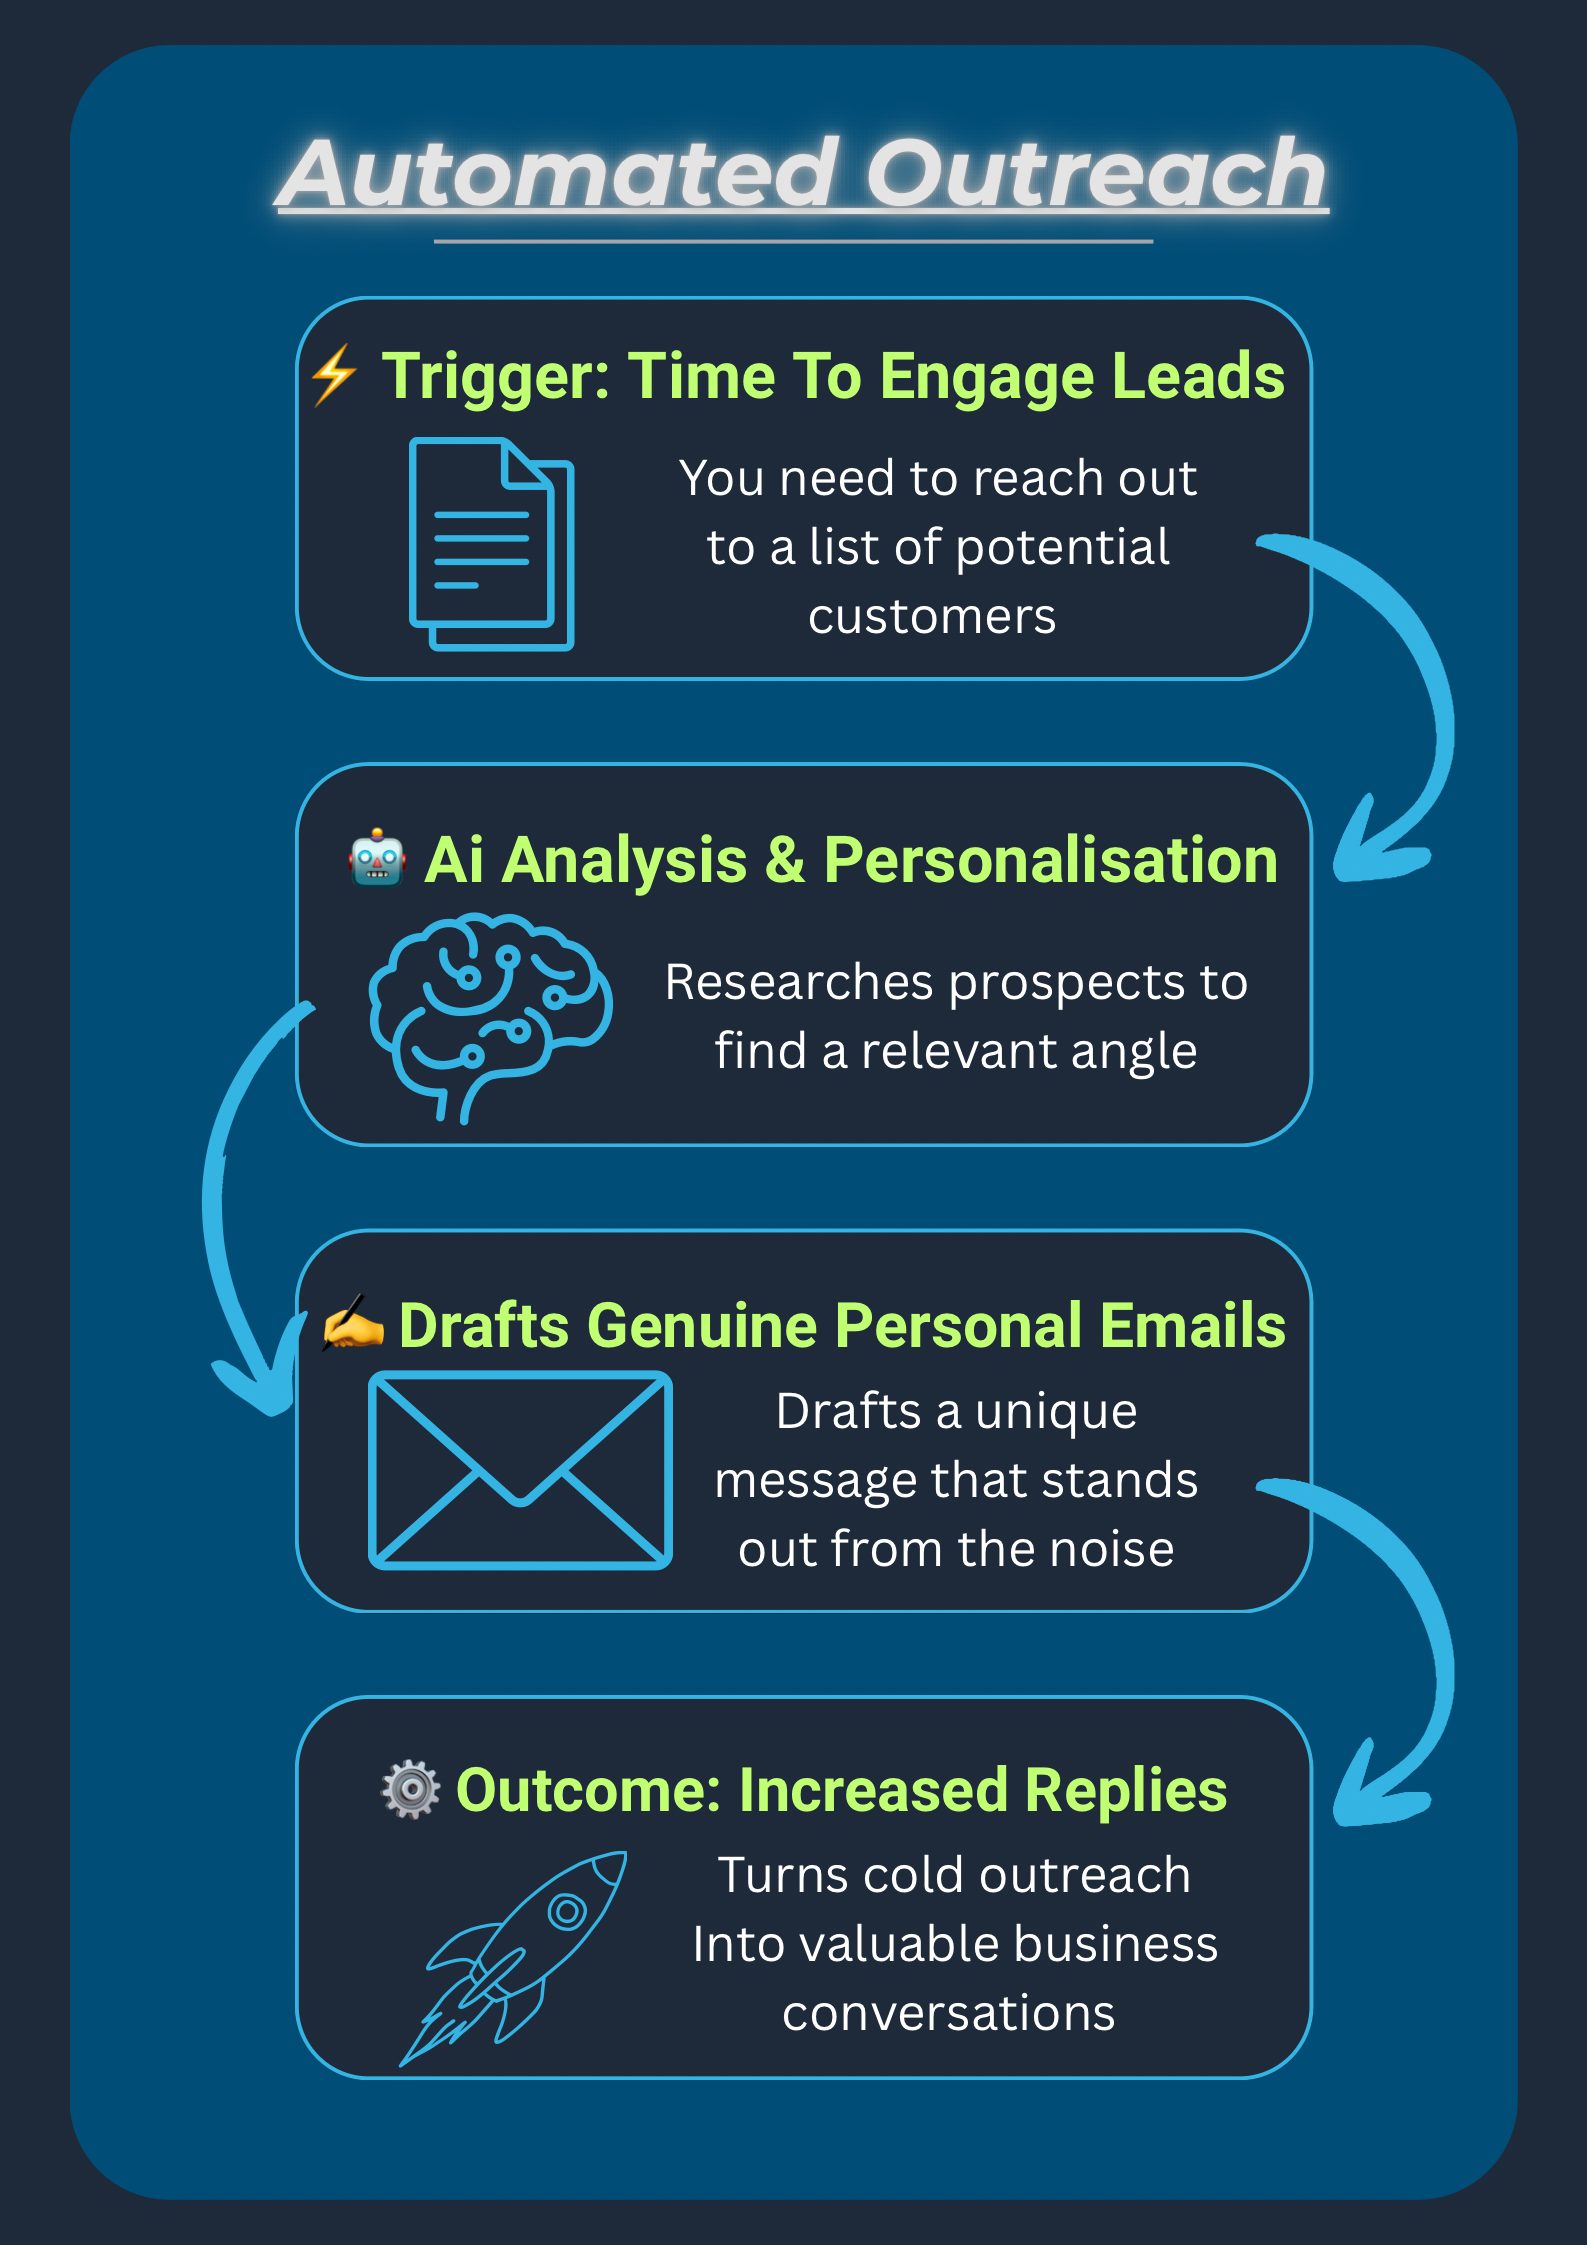 Automated Outreach
⚡ Trigger: Time To Engage Leads
You need to reach out
to a list of potential
customers
🤖 Ai Analysis & Personalisation
Researches prospects to
find a relevant angle
✍️ Drafts Genuine Personal Emails
Drafts a unique
message that stands
out from the noise
⚙️ Outcome: Increased Replies
Turns cold outreach
Into valuable business
conversations